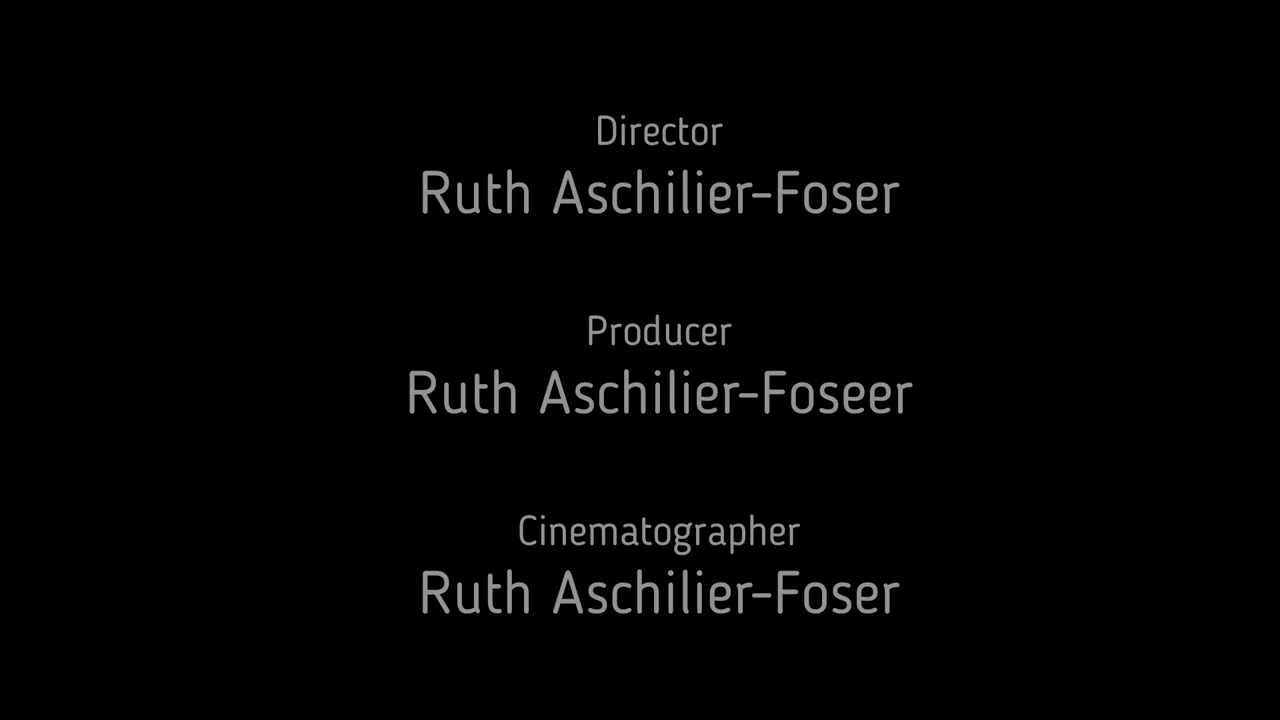 Director
Ruth Aschilier-Foser
Producer
Ruth Aschilier-Foseer
Cinematographer
Ruth Aschilier-Foser